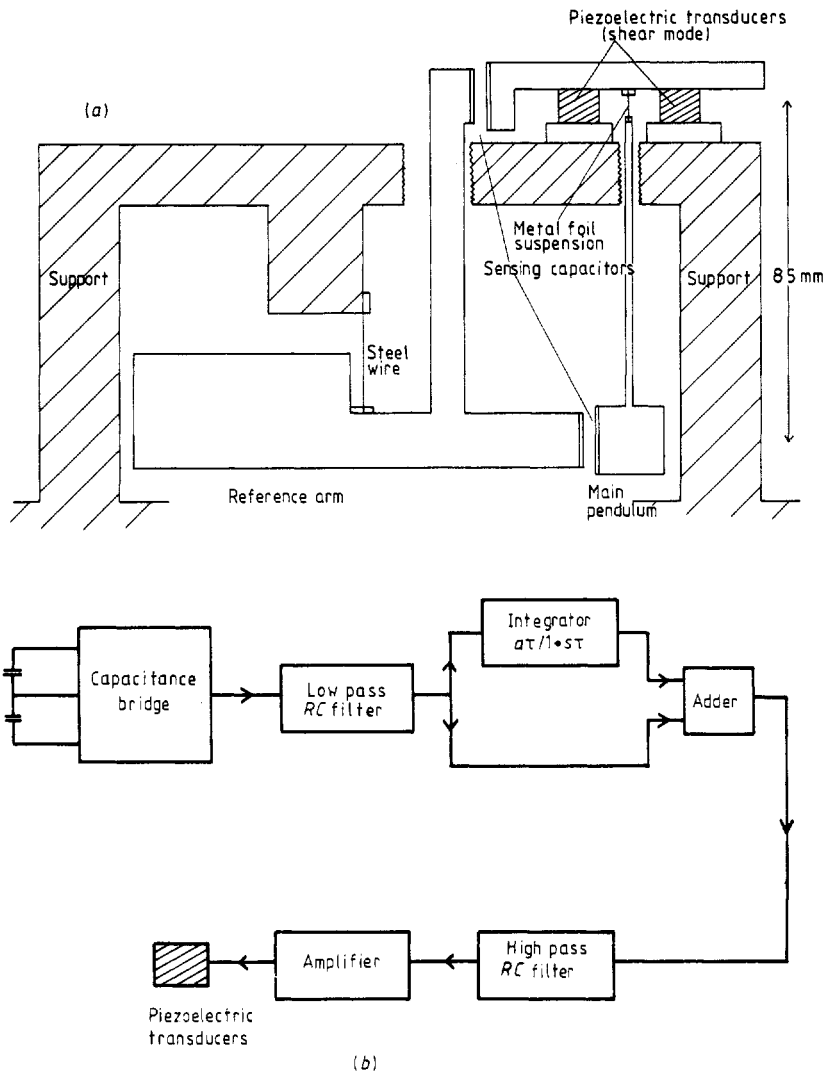 Piezoelectric transducers
(shear mode)
(a)
Metal foil
suspension
Sensing capacitors
Support
Support
85 mm
Steel
wire
Reference arm
Main
pendulum
Integrator
aτ/1•sτ
Capacitance
bridge
Low pass
RC filter
Adder
Amplifier
High pass
RC filter
Piezoelectric
transducers
(b)